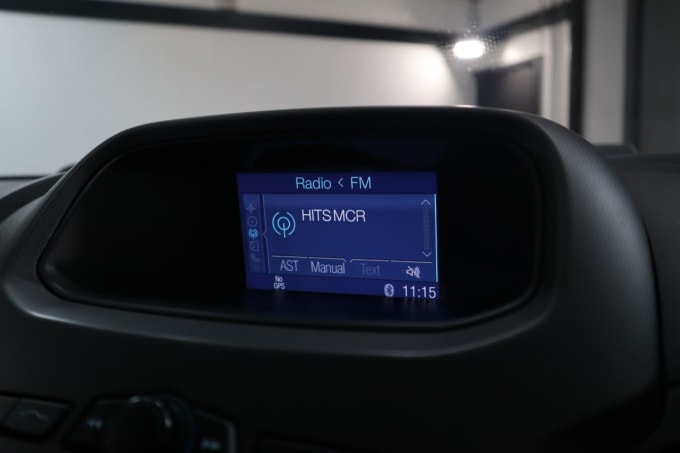 Radio < FM
HITS MCR
AST Manual Text
No GPS
11:15